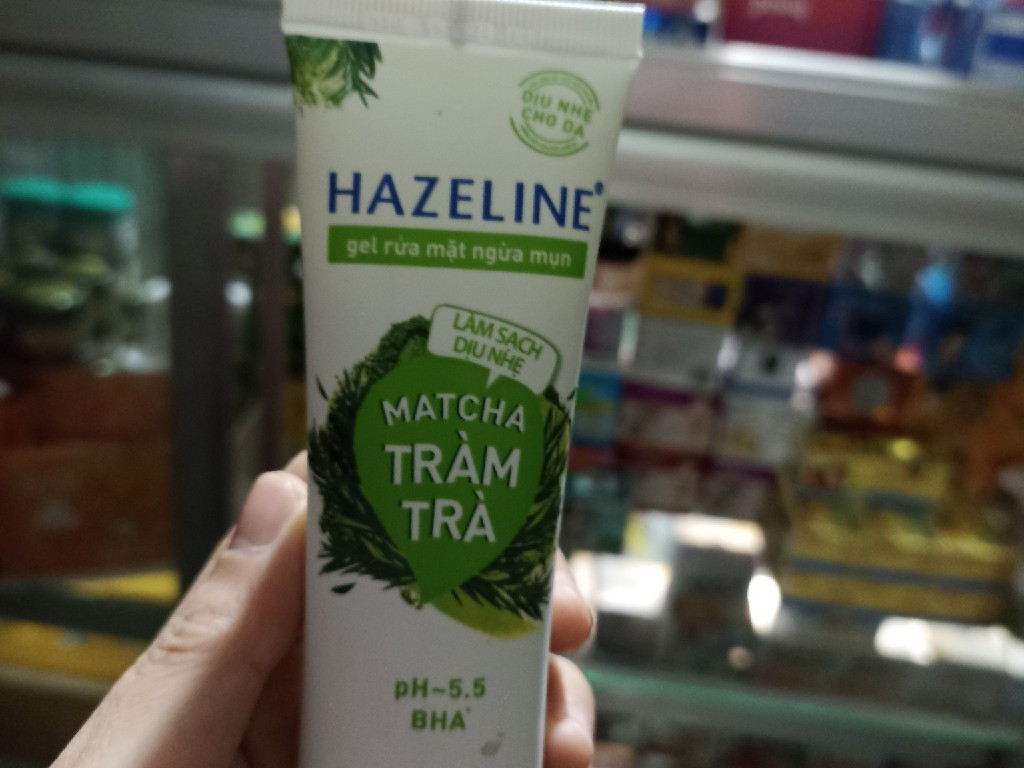 DỊU NHẸ
CHO DA
HAZELINE
gel rửa mặt ngừa mụn
LÀM SẠCH
DỊU NHẸ
MATCHA
TRÀM
TRÀ
pH~5.5
BHA